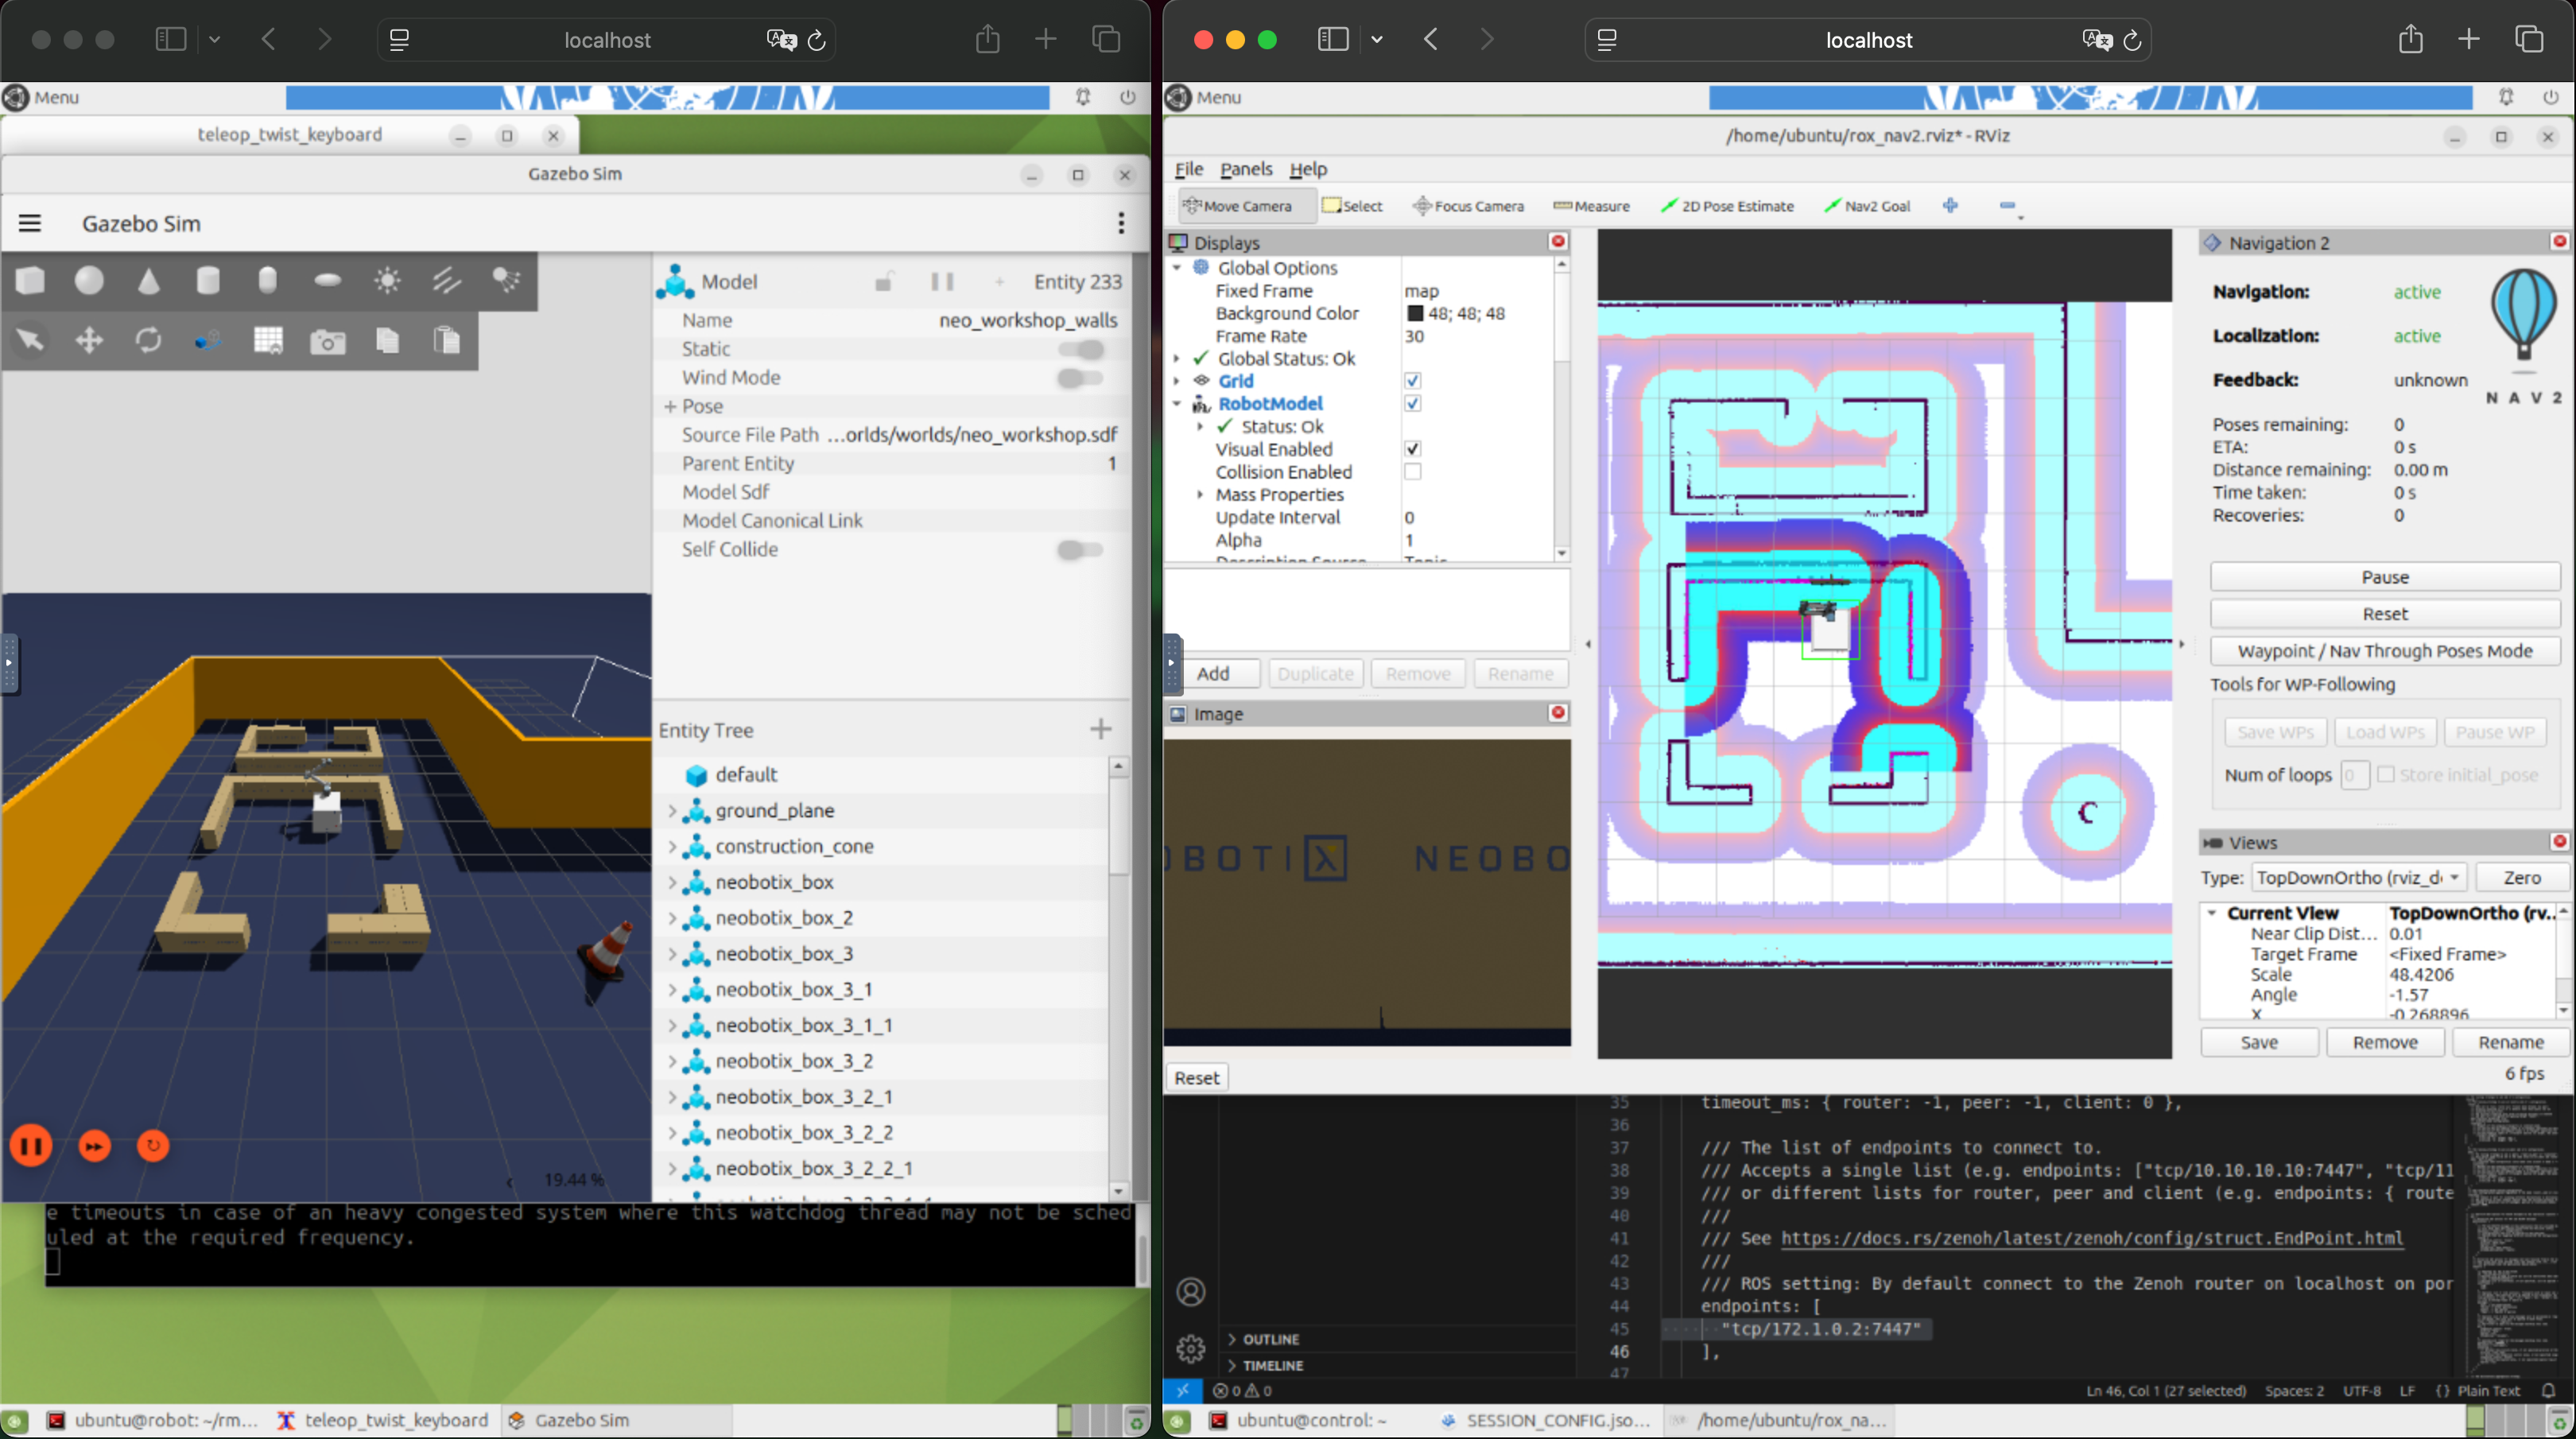 localhost
Menu
teleop_twist_keyboard
Gazebo Sim
Gazebo Sim
Model
Entity 233
Name neo_workshop_walls
Static
Wind Mode
Pose
Source File Path ...orlds/worlds/neo_workshop.sdf
Parent Entity 1
Model Sdf
Model Canonical Link
Self Collide
Entity Tree
default
ground_plane
construction_cone
neobotix_box
neobotix_box_2
neobotix_box_3
neobotix_box_3_1
neobotix_box_3_1_1
neobotix_box_3_2
neobotix_box_3_2_1
neobotix_box_3_2_2
neobotix_box_3_2_2_1
19.44 %
e timeouts in case of an heavy congested system where this watchdog thread may not be sched
uled at the required frequency.
ubuntu@robot: ~/rm...
teleop_twist_keyboard
Gazebo Sim
localhost
Menu
/home/ubuntu/rox_nav2.rviz* - RViz
File Panels Help
Move Camera Select Focus Camera Measure 2D Pose Estimate Nav2 Goal
Displays
Global Options
Fixed Frame map
Background Color 48; 48; 48
Frame Rate 30
Global Status: Ok
Grid
RobotModel
Status: Ok
Visual Enabled
Collision Enabled
Mass Properties
Update Interval 0
Alpha 1
Description Source Topic
Add Duplicate Remove Rename
Image
OBOTIX NEOBO
Reset
Navigation 2
Navigation: active
Localization: active
Feedback: unknown
NAV2
Poses remaining: 0
ETA: 0 s
Distance remaining: 0.00 m
Time taken: 0 s
Recoveries: 0
Pause
Reset
Waypoint / Nav Through Poses Mode
Tools for WP-Following
Save WPs Load WPs Pause WP
Num of loops 0 Store initial_pose
Views
Type: TopDownOrtho (rviz_d Zero
Current View TopDownOrtho (rv...
Near Clip Dist... 0.01
Target Frame <Fixed Frame>
Scale 48.4206
Angle -1.57
X -0.268896
Save Remove Rename
6 fps
35 timeout_ms: { router: -1, peer: -1, client: 0 },
36
37 /// The list of endpoints to connect to.
38 /// Accepts a single list (e.g. endpoints: ["tcp/10.10.10.10:7447", "tcp/11
39 /// or different lists for router, peer and client (e.g. endpoints: { route
40 ///
41 /// See https://docs.rs/zenoh/latest/zenoh/config/struct.EndPoint.html
42 ///
43 /// ROS setting: By default connect to the Zenoh router on localhost on por
44 endpoints: [
45 "tcp/172.1.0.2:7447"
46 ],
47
OUTLINE
TIMELINE
0 0
Ln 46, Col 1 (27 selected) Spaces: 2 UTF-8 LF {} Plain Text
ubuntu@control: ~
SESSION_CONFIG.jso...
/home/ubuntu/rox_na...